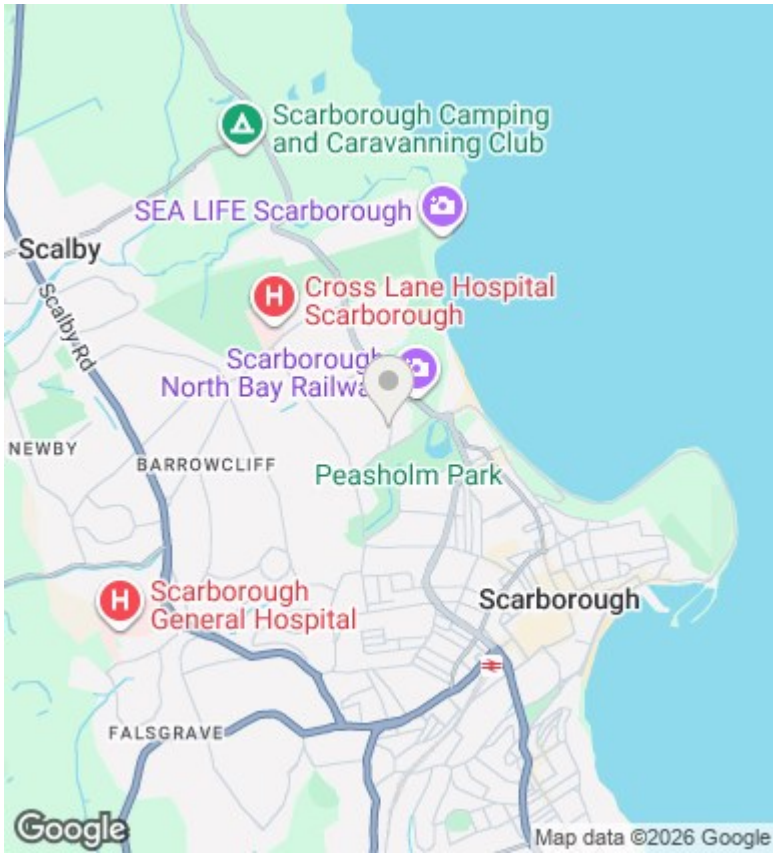 Scarborough Camping
and Caravanning Club
SEA LIFE Scarborough
Scalby
Cross Lane Hospital
Scarborough
Scalby Rd
Scarborough
North Bay Railwa
NEWBY
BARROWCLIFF
Peasholm Park
Scarborough
General Hospital
Scarborough
FALSGRAVE
Google
Map data ©2026 Google